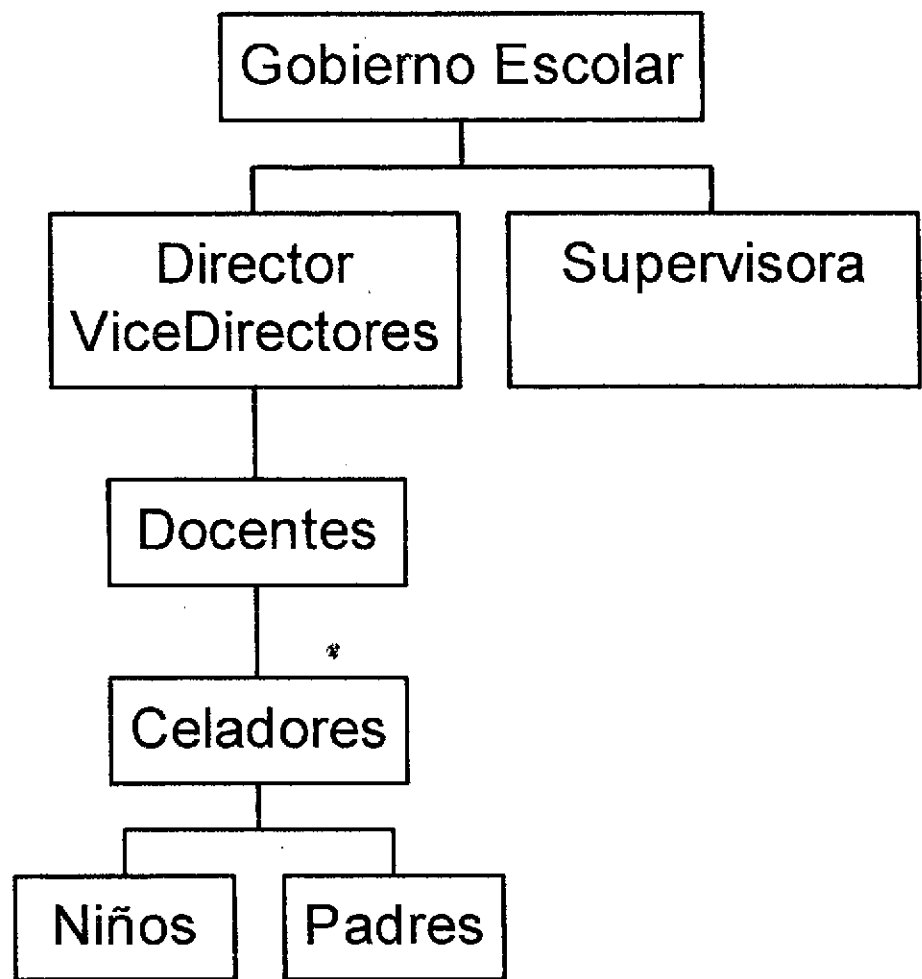 Gobierno Escolar
Director
ViceDirectores
Supervisora
Docentes
Celadores
Niños
Padres